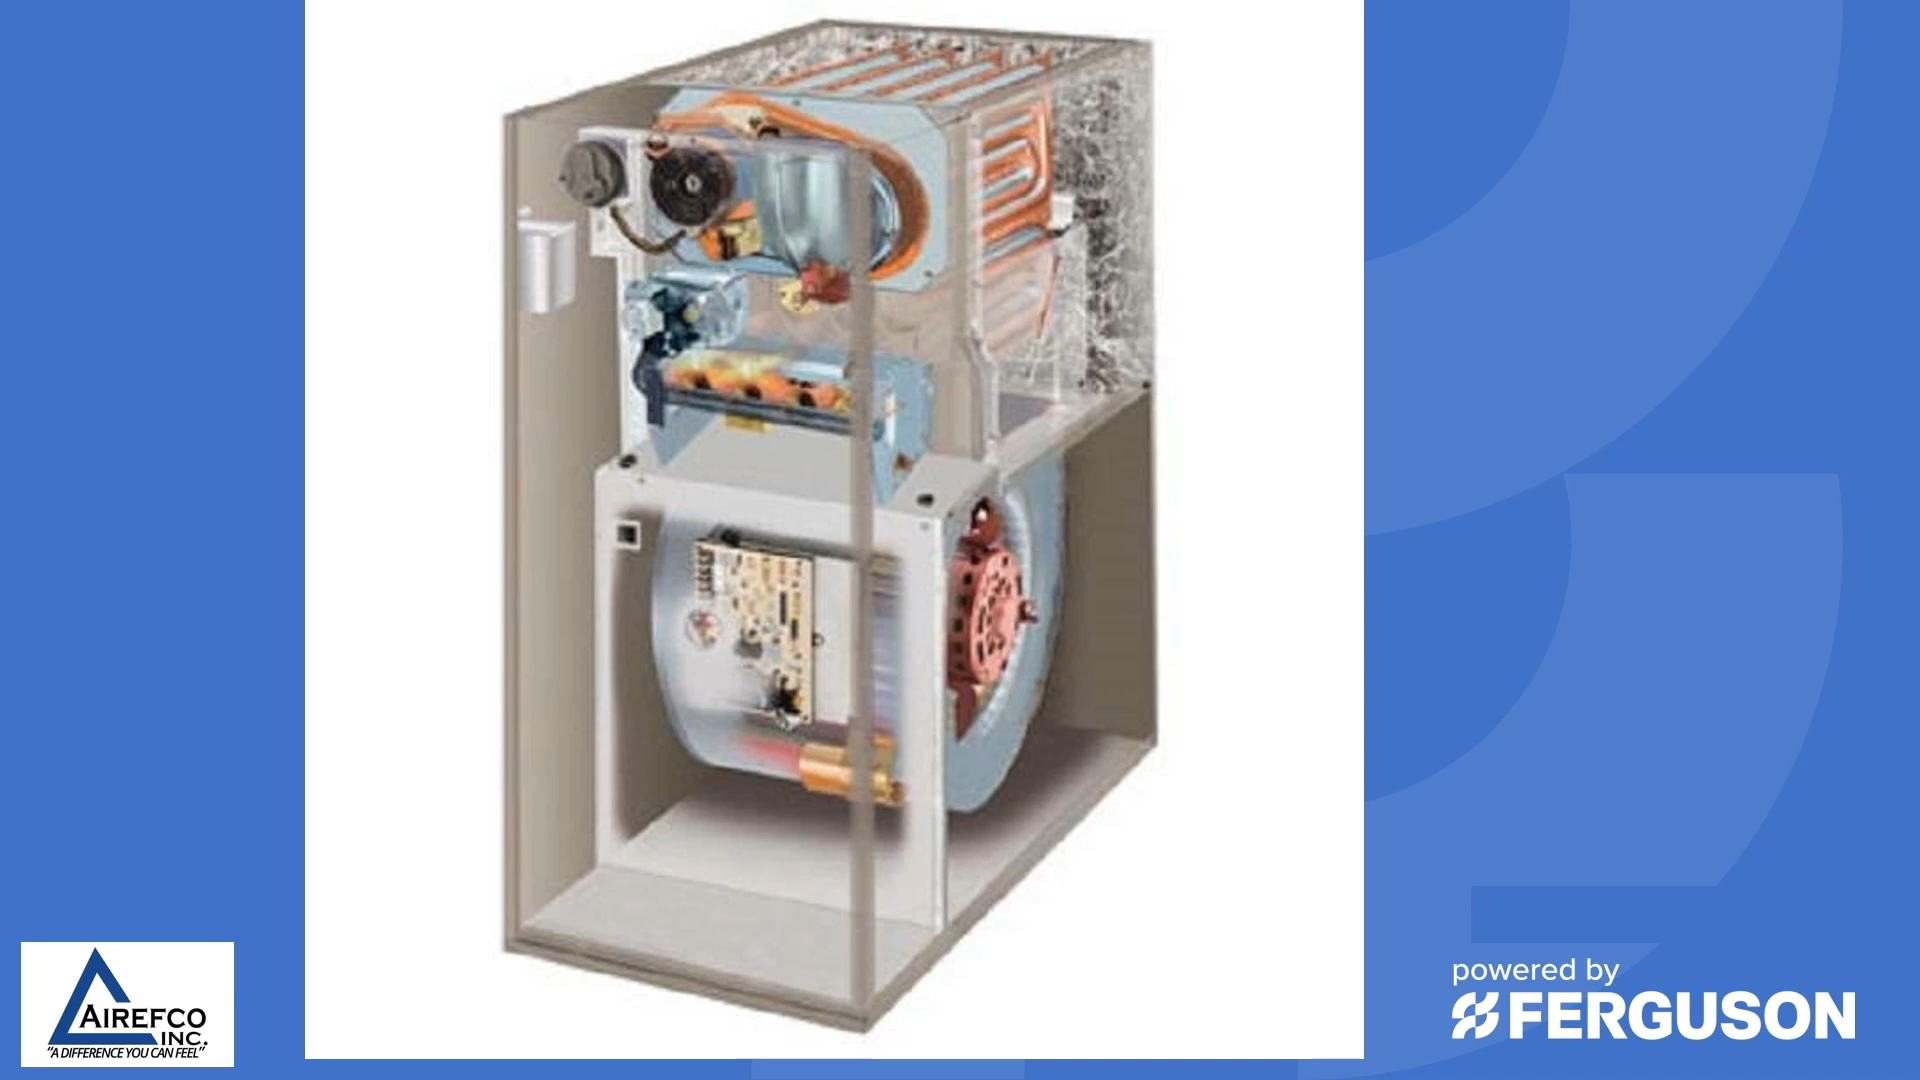 AIREFCO
INC.
"A DIFFERENCE YOU CAN FEEL"
powered by
FERGUSON